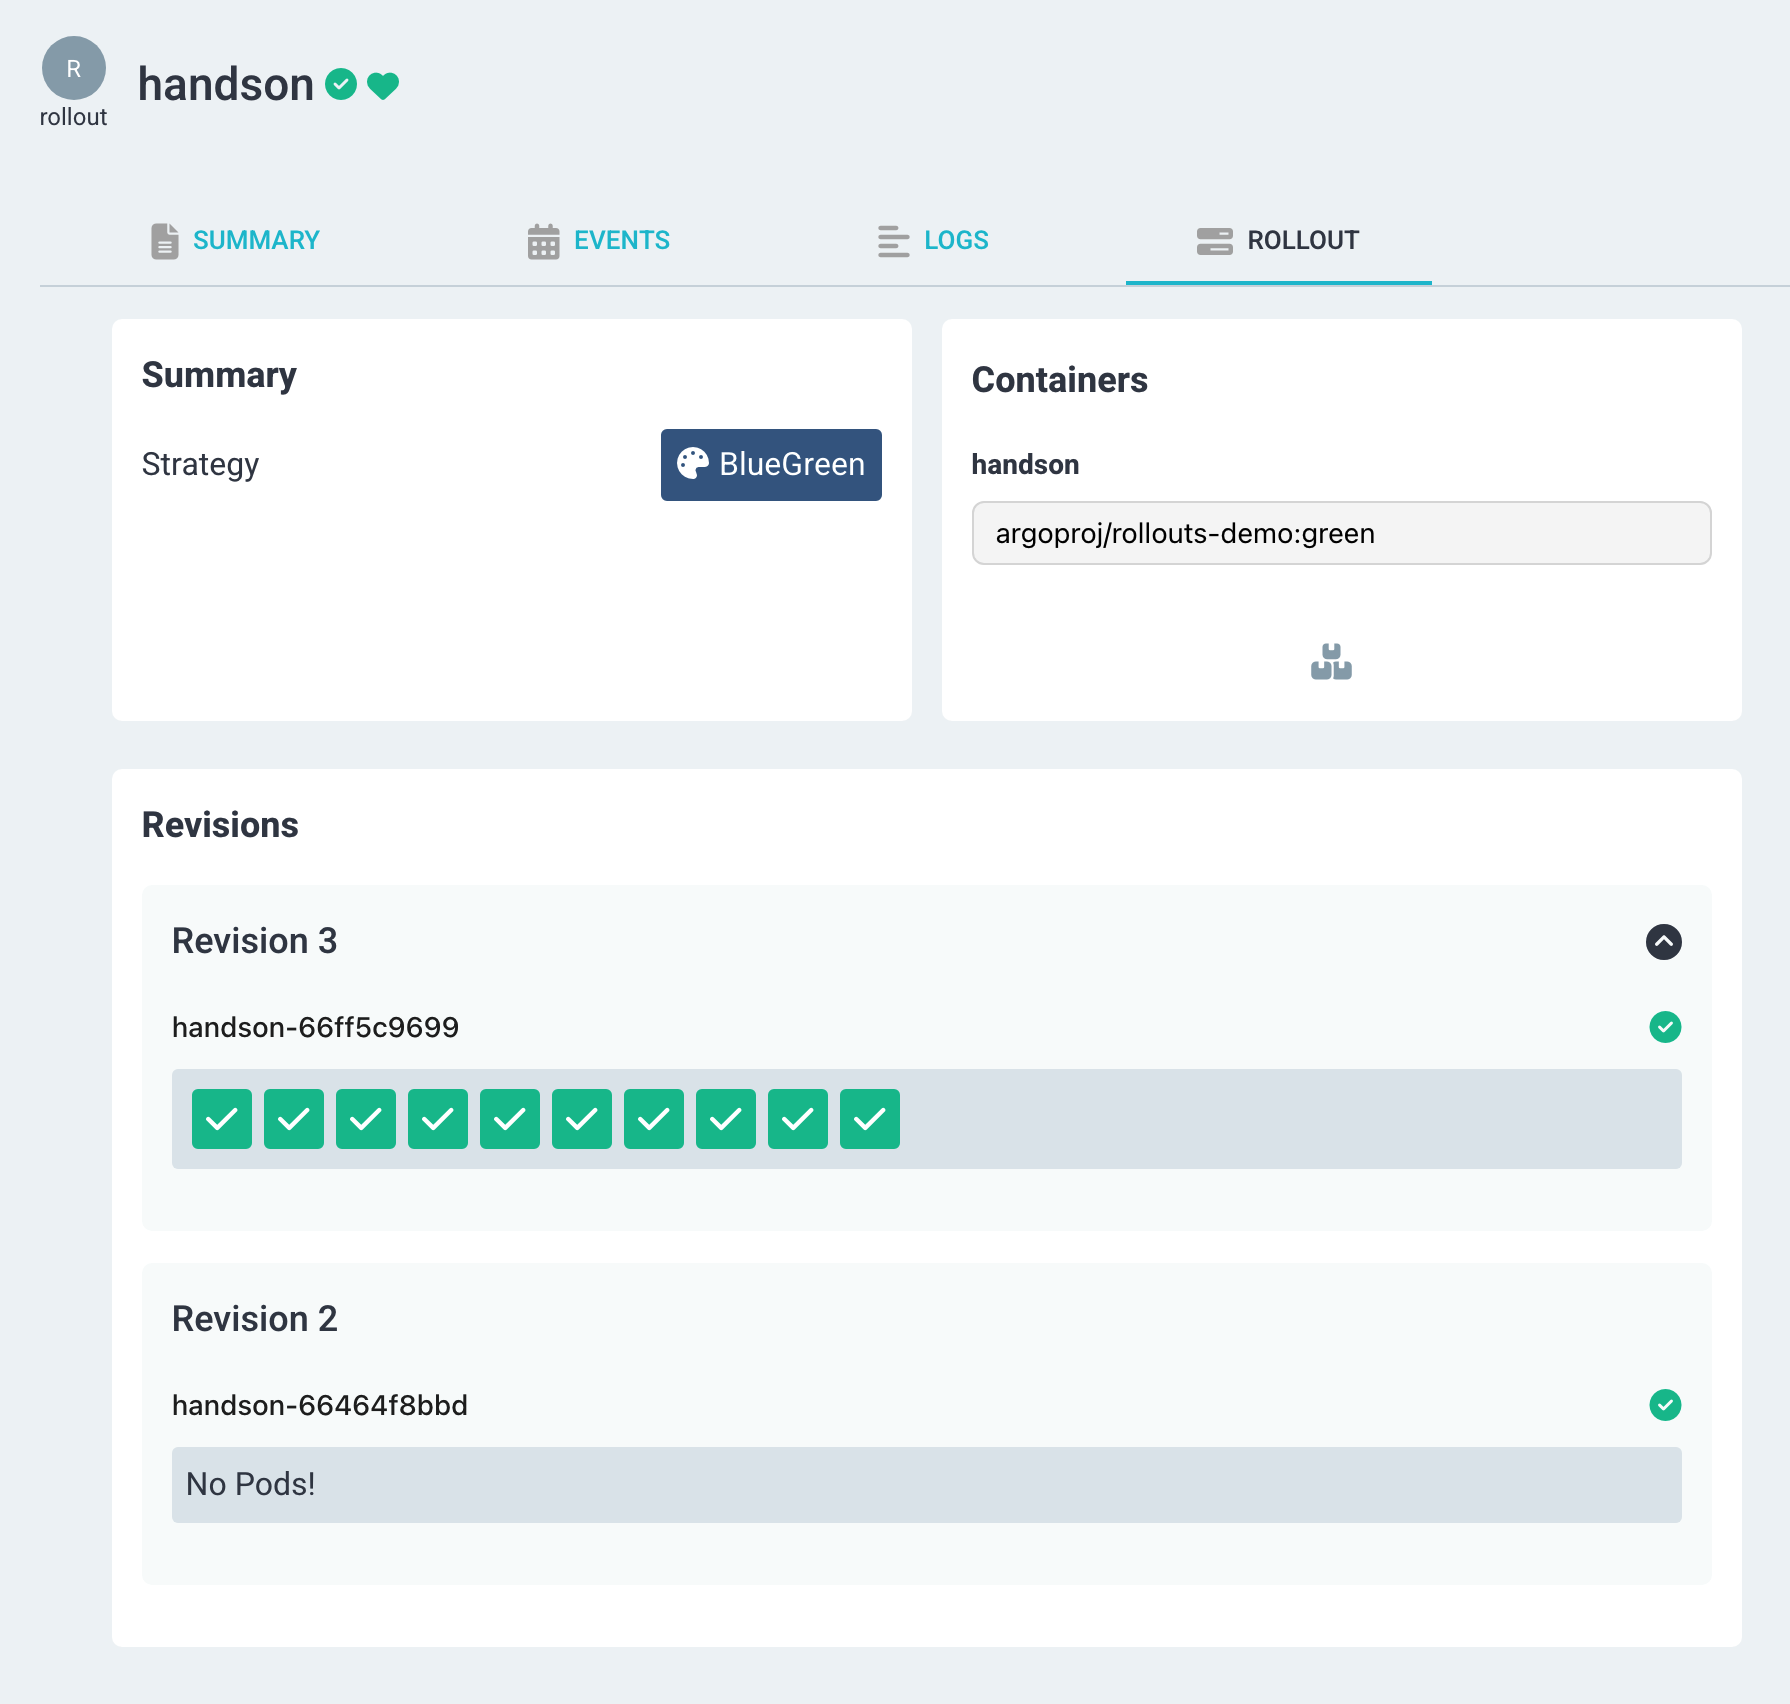 R
rollout
handson
SUMMARY
EVENTS
LOGS
ROLLOUT
Summary
Strategy
BlueGreen
Containers
handson
argoproj/rollouts-demo:green
Revisions
Revision 3
handson-66ff5c9699
Revision 2
handson-66464f8bbd
No Pods!